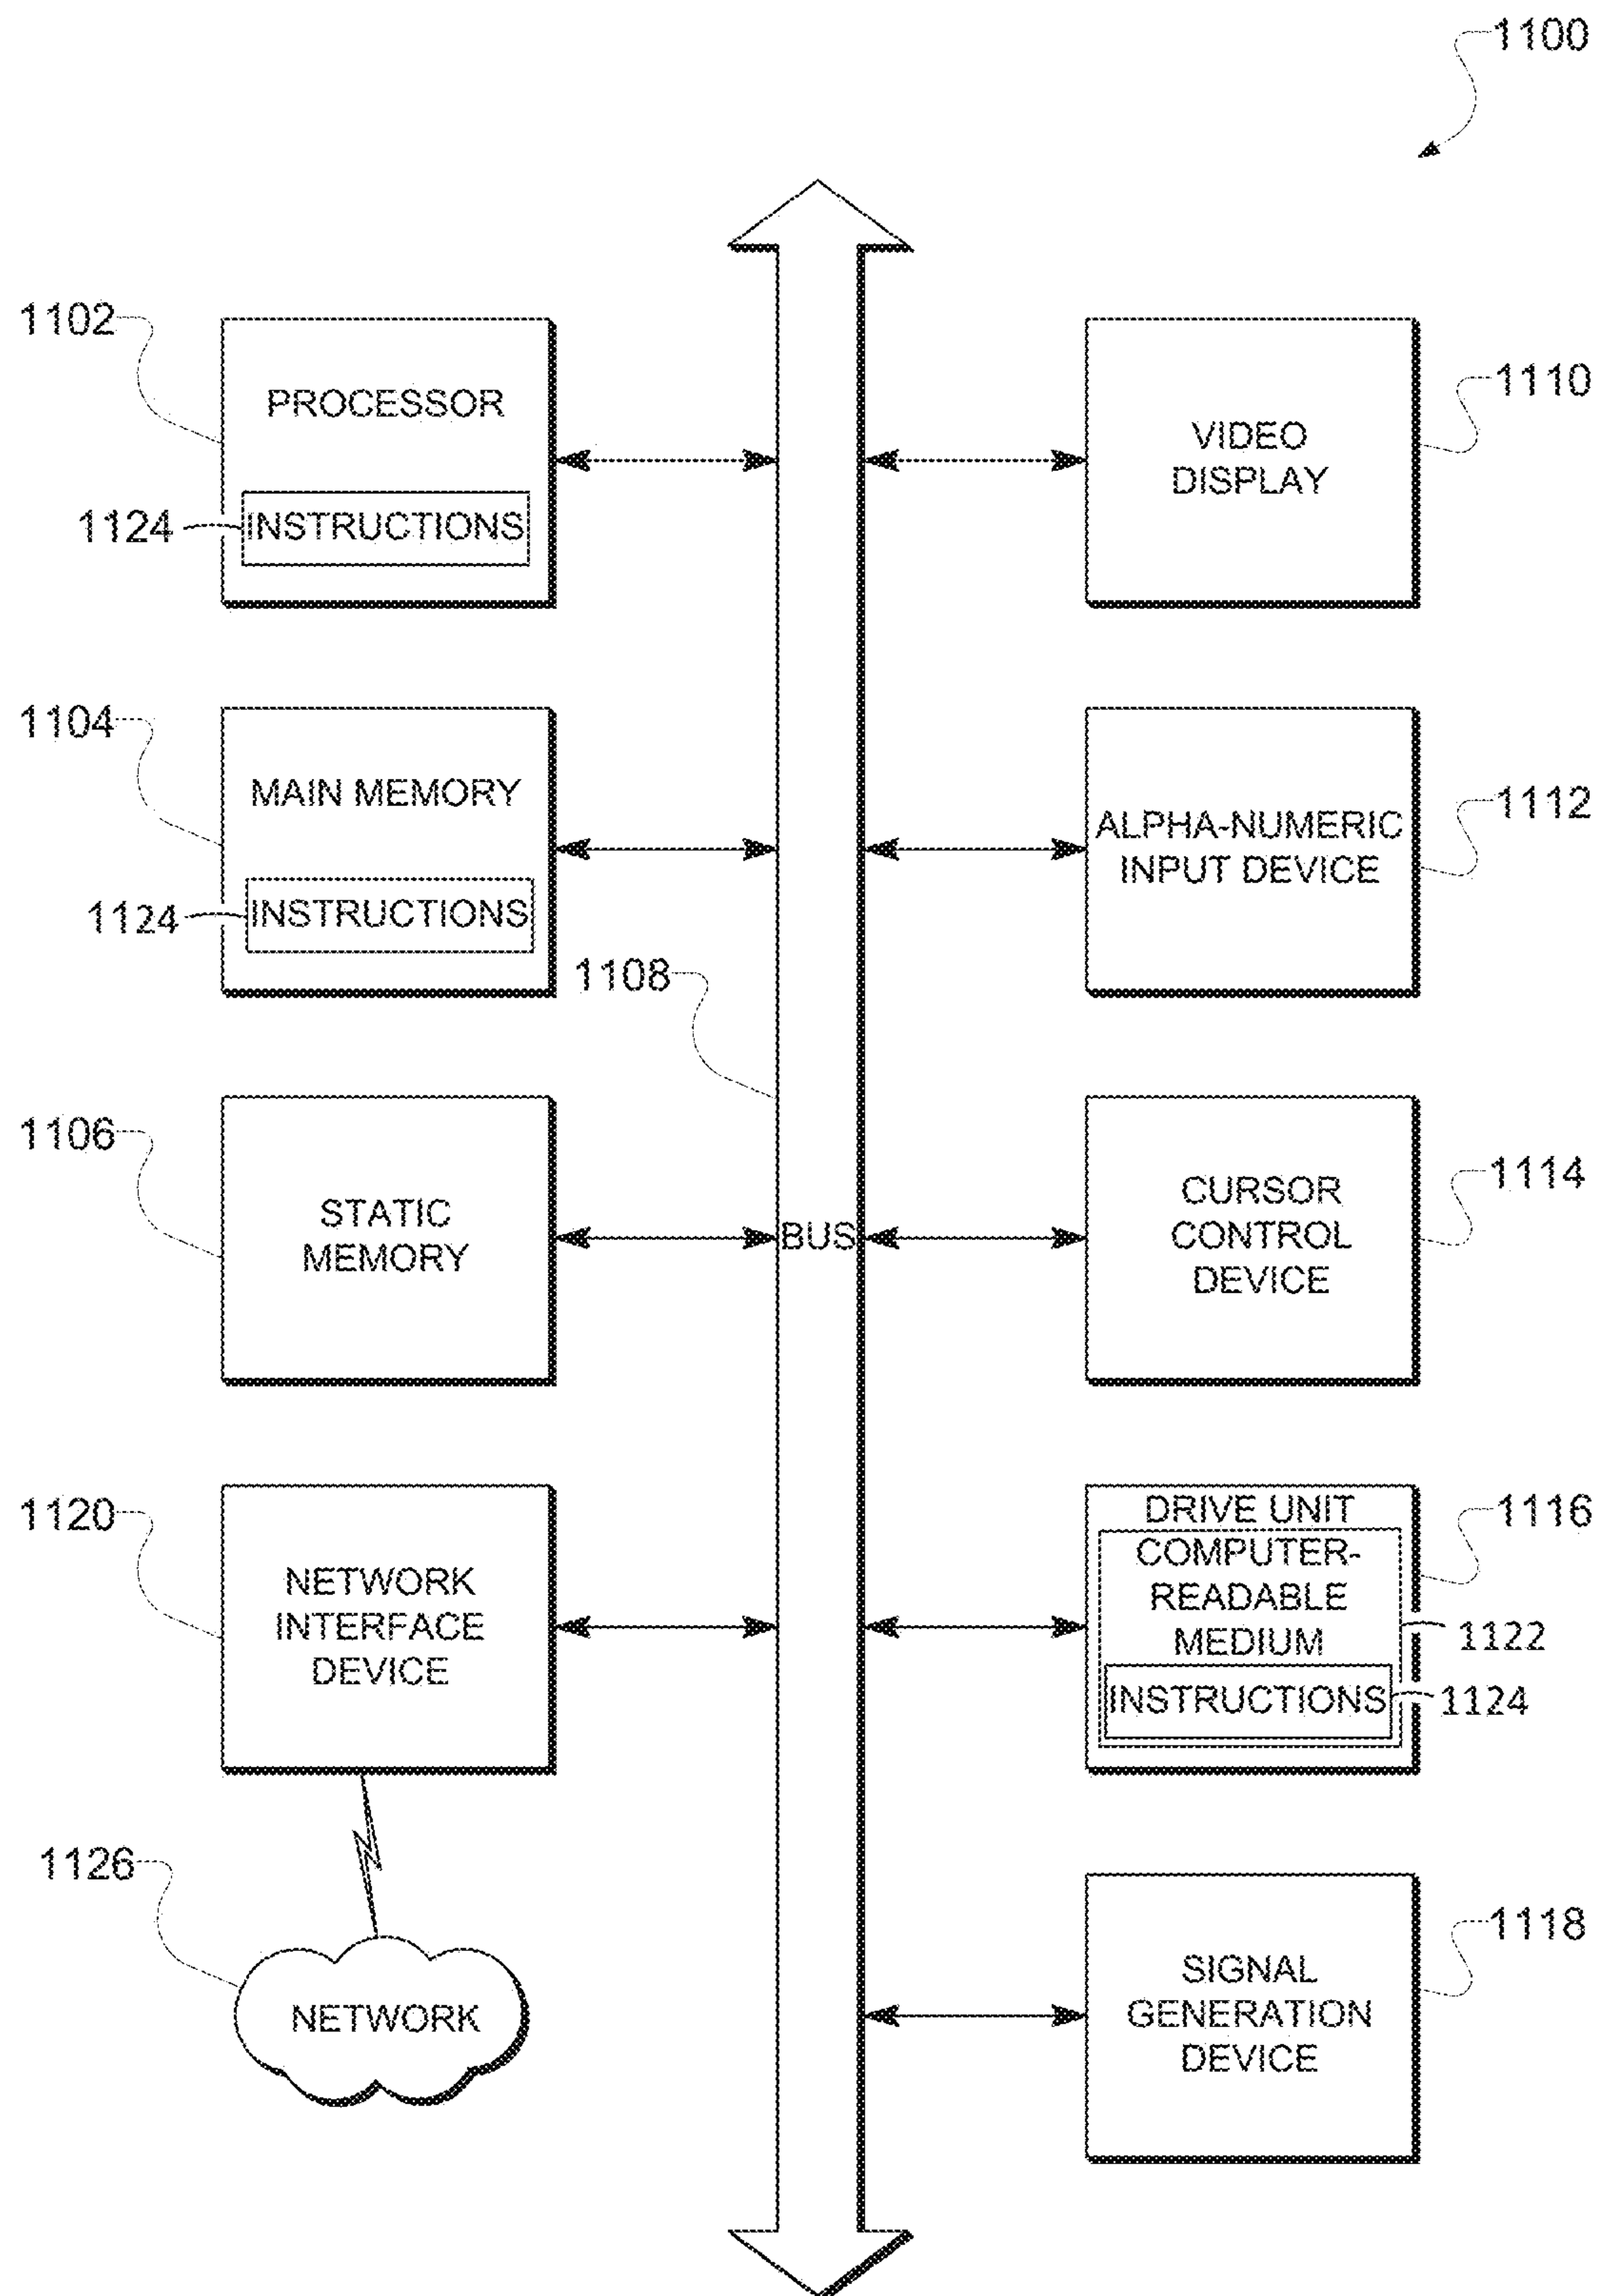 1100
1102
PROCESSOR
1124
INSTRUCTIONS
1110
VIDEO
DISPLAY
1104
MAIN MEMORY
1124
INSTRUCTIONS
1112
ALPHA-NUMERIC
INPUT DEVICE
1108
1106
STATIC
MEMORY
BUS
1114
CURSOR
CONTROL
DEVICE
1120
NETWORK
INTERFACE
DEVICE
1116
DRIVE UNIT
COMPUTER-
READABLE
MEDIUM
1122
INSTRUCTIONS
1124
1126
NETWORK
1118
SIGNAL
GENERATION
DEVICE